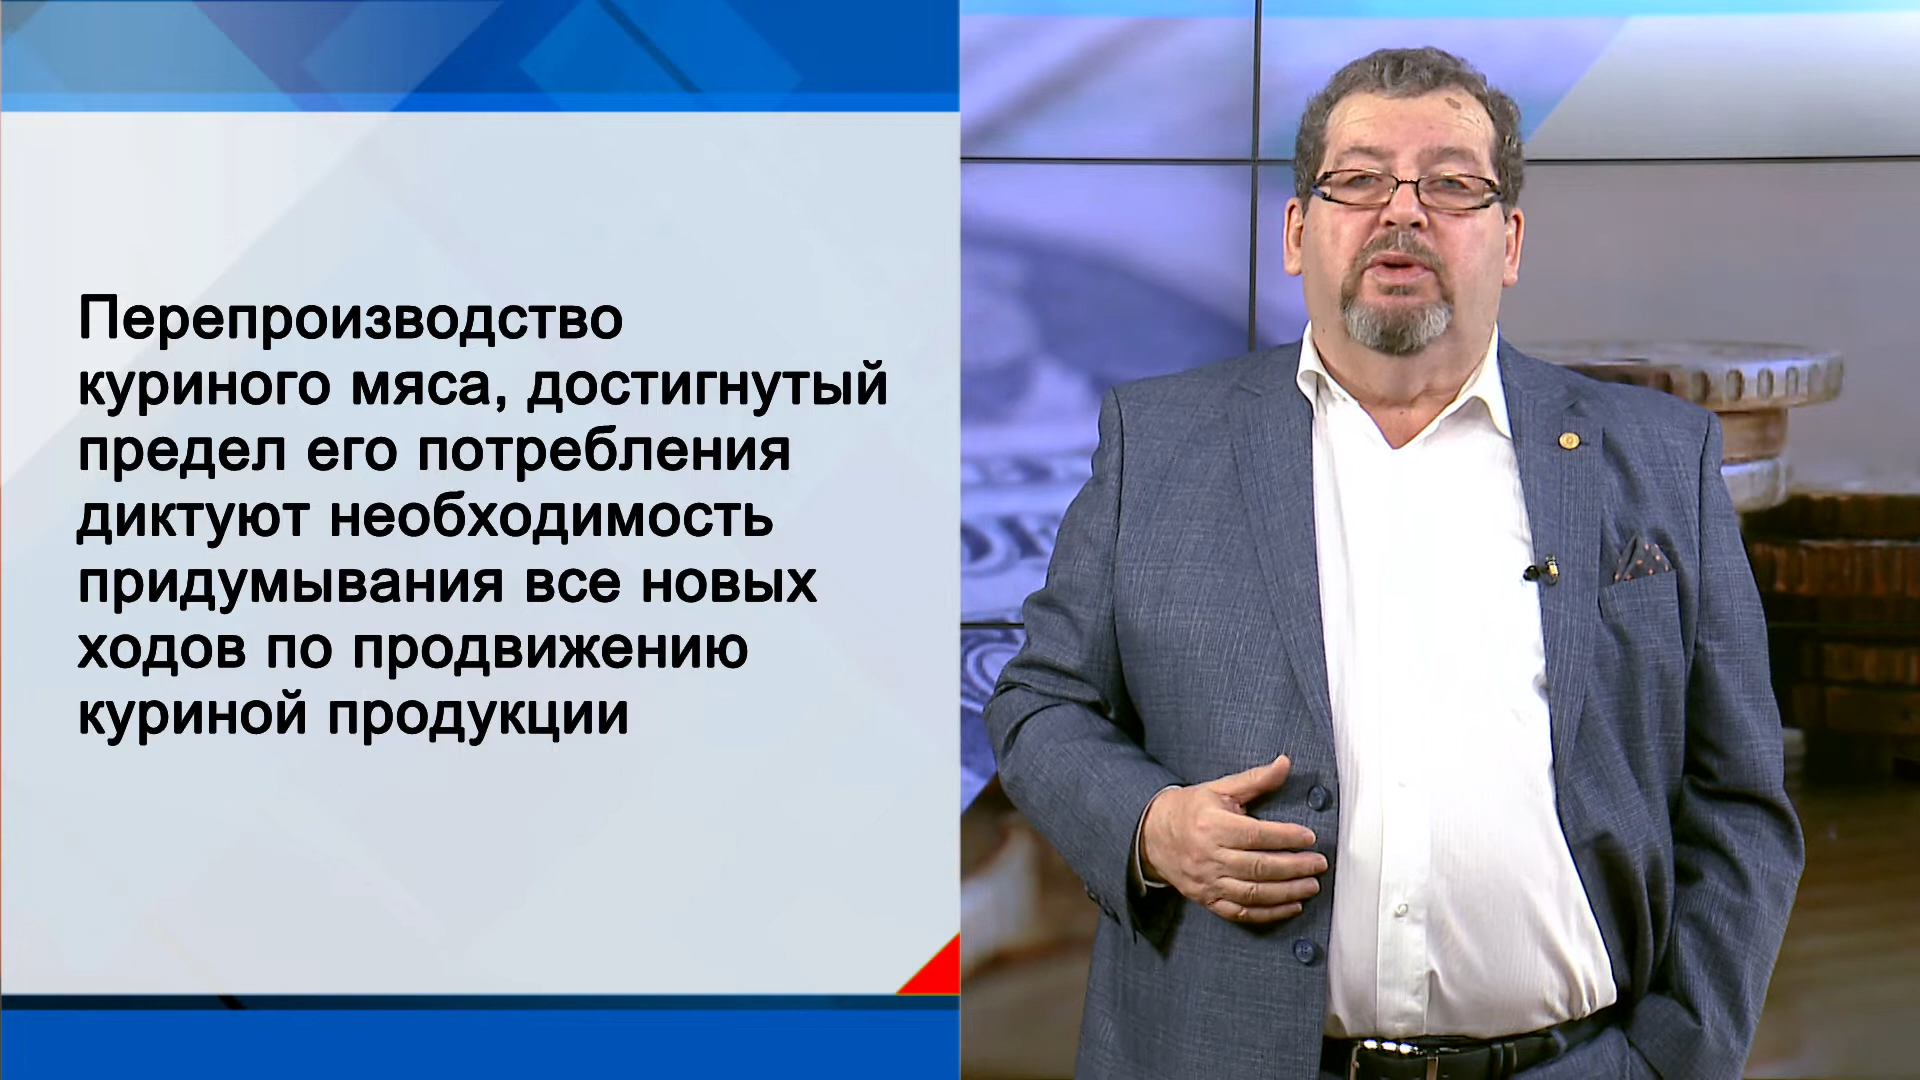 Перепроизводство
куриного мяса, достигнутый
предел его потребления
диктуют необходимость
придумывания все новых
ходов по продвижению
куриной продукции